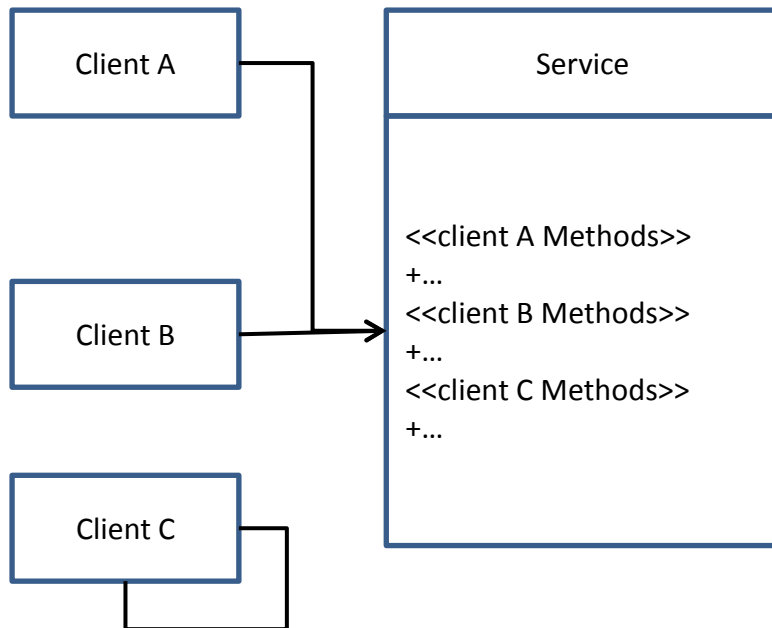 Client A
Service
<<client A Methods>>
+...
Client B
<<client B Methods>>
+...
<<client C Methods>>
+...
Client C